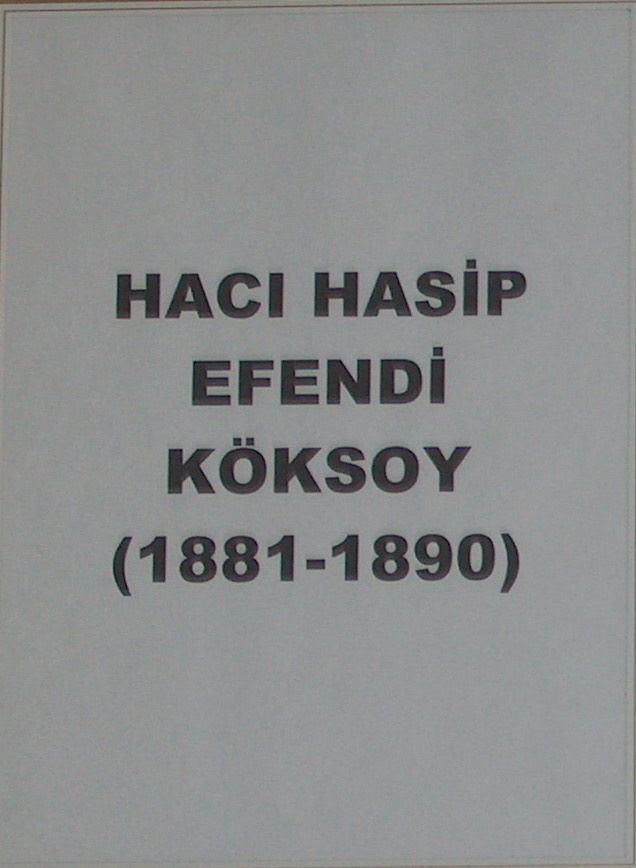 HACI HASİP
EFENDİ
KÖKSOY
(1881-1890)